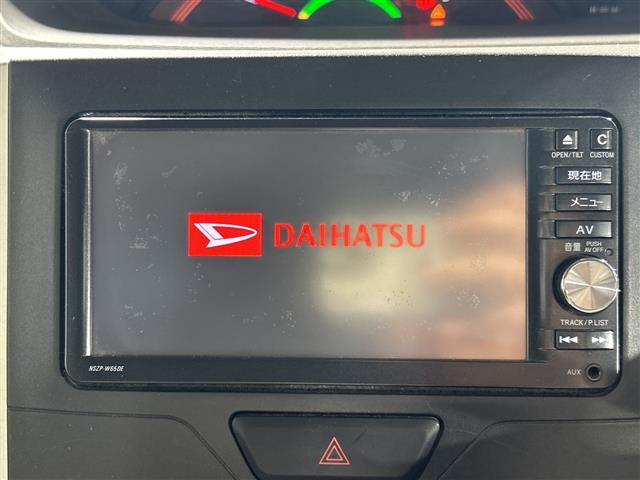 OPEN/TILT
C
CUSTOM
現在地
メニュー
AV
音量 PUSH
AV OFF
DAIHATSU
TRACK/P.LIST
NSZP-W65DE
AUX